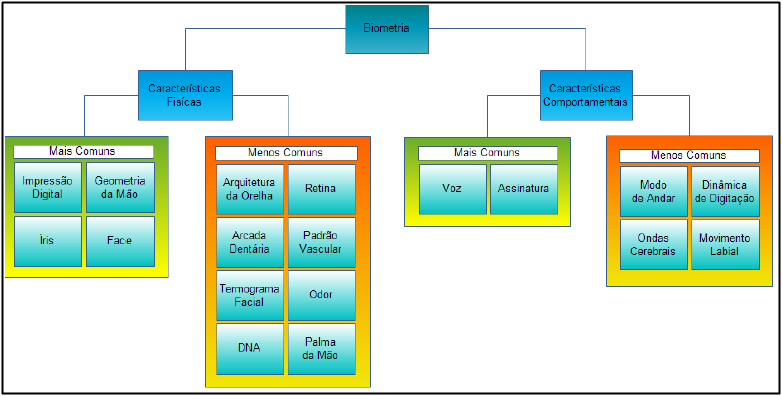 Biometria
Características
Físicas
Características
Comportamentais
Mais Comuns
Impressão
Digital
Geometria
da Mão
Íris
Face
Menos Comuns
Arquitetura
da Orelha
Retina
Arcada
Dentária
Padrão
Vascular
Termograma
Facial
Odor
DNA
Palma
da Mão
Mais Comuns
Voz
Assinatura
Menos Comuns
Modo
de Andar
Dinâmica
de Digitação
Ondas
Cerebrais
Movimento
Labial